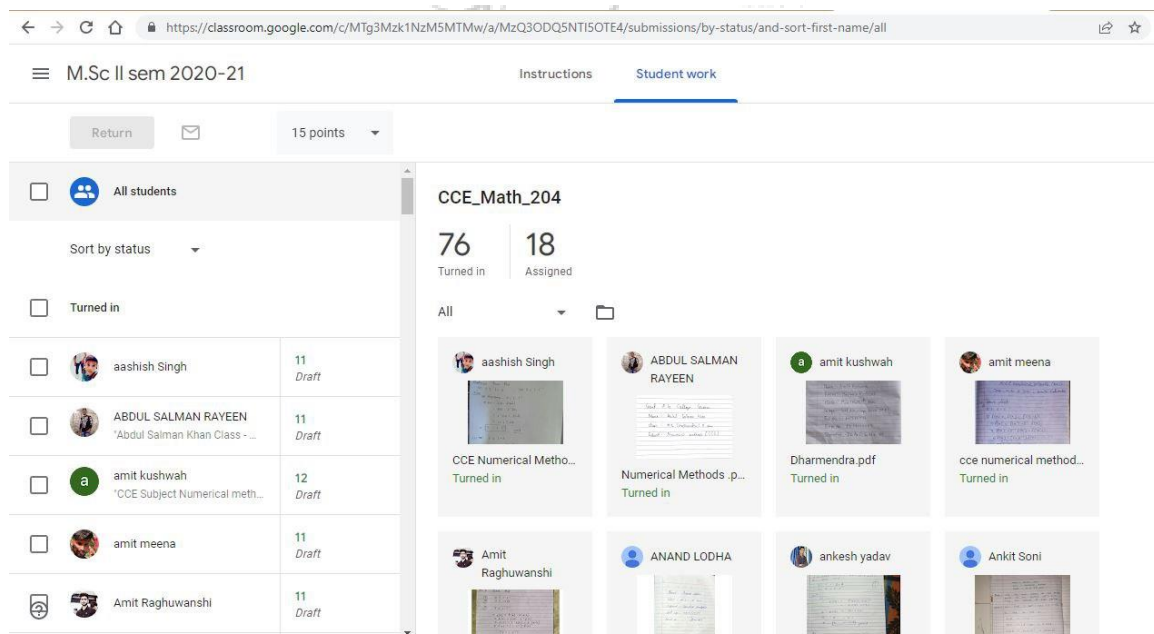 https://classroom.google.com/c/MTg3Mzk1NzM5MTMw/a/MzQ3ODQ5NTI5OTE4/submissions/by-status/and-sort-first-name/all
M.Sc II sem 2020-21
Instructions
Student work
Return
15 points
All students
Sort by status
Turned in
aashish Singh
11
Draft
ABDUL SALMAN RAYEEN
"Abdul Salman Khan Class - ...
11
Draft
amit kushwah
"CCE Subject Numerical meth...
12
Draft
amit meena
11
Draft
Amit Raghuwanshi
11
Draft
CCE_Math_204
76
Turned in
18
Assigned
All
aashish Singh
CCE Numerical Metho...
Turned in
ABDUL SALMAN
RAYEEN
Numerical Methods .p...
Turned in
amit kushwah
Dharmendra.pdf
Turned in
amit meena
cce numerical method...
Turned in
Amit
Raghuwanshi
ANAND LODHA
ankesh yadav
Ankit Soni